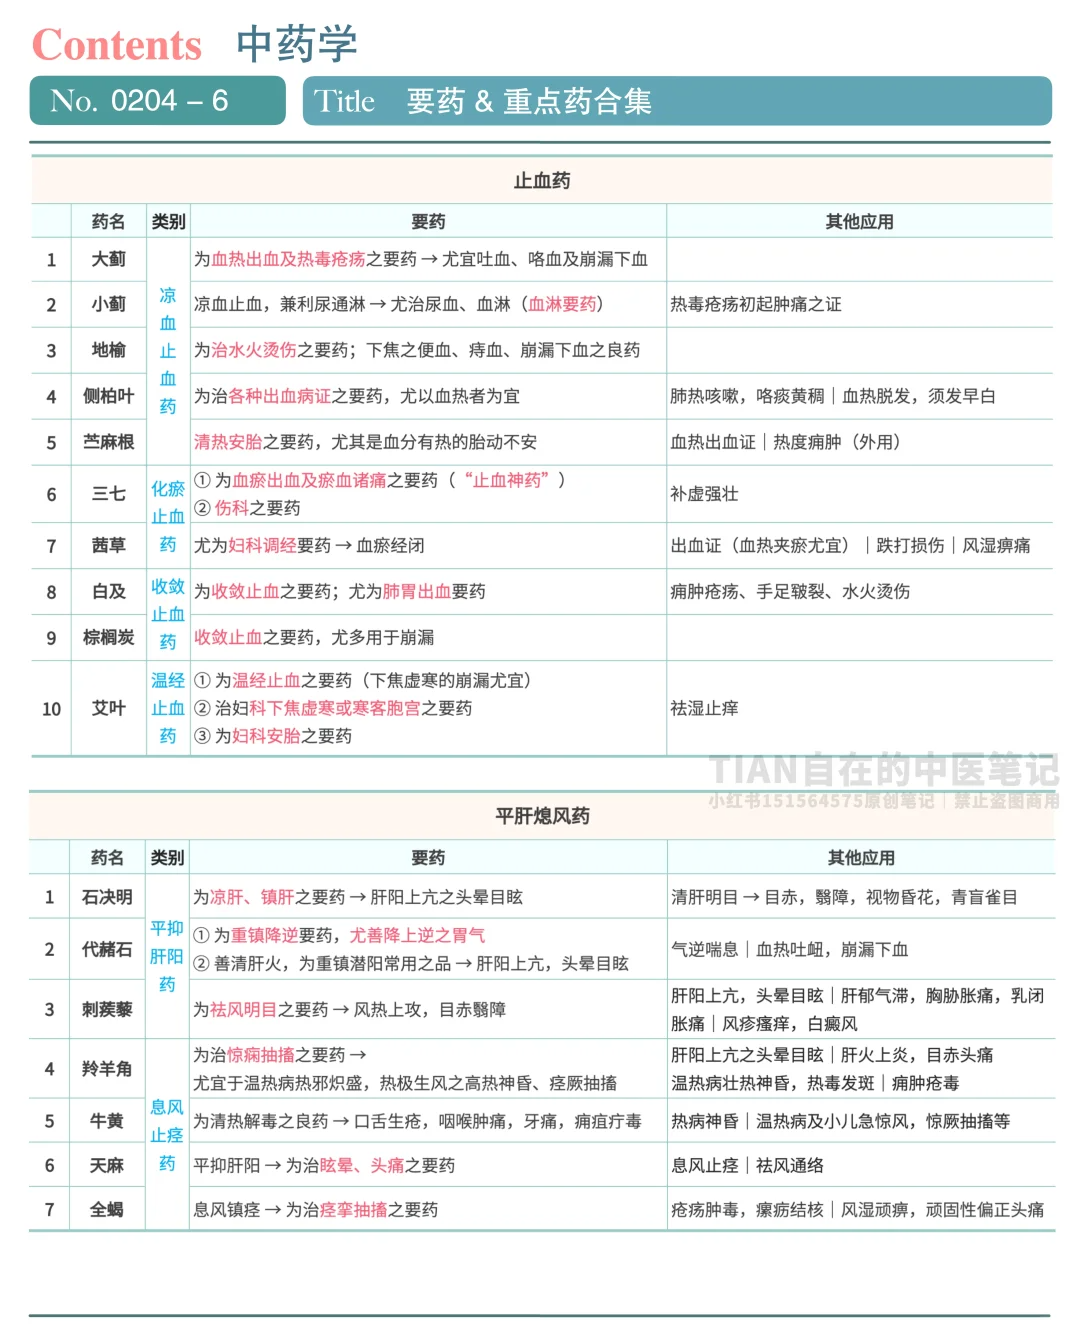 Contents 中药学
No. 0204 – 6
Title 要药 & 重点药合集
止血药
药名 类别 要药 其他应用
凉血止血药
1 大蓟 为血热出血及热毒疮疡之要药 → 尤宜吐血、咯血及崩漏下血
2 小蓟 凉血止血，兼利尿通淋 → 尤治尿血、血淋（血淋要药） 热毒疮疡初起肿痛之证
3 地榆 为治水火烫伤之要药；下焦之便血、痔血、崩漏下血之良药
4 侧柏叶 为治各种出血病证之要药，尤以血热者为宜 肺热咳嗽，咯痰黄稠｜血热脱发，须发早白
5 苎麻根 清热安胎之要药，尤其是血分有热的胎动不安 血热出血证｜热度痈肿（外用）
化瘀止血药
6 三七 ① 为血瘀出血及瘀血诸痛之要药（“止血神药”）
② 伤科之要药
补虚强壮
7 茜草 尤为妇科调经要药 → 血瘀经闭 出血证（血热夹瘀尤宜）｜跌打损伤｜风湿痹痛
收敛止血药
8 白及 为收敛止血之要药；尤为肺胃出血要药 痈肿疮疡、手足皲裂、水火烫伤
9 棕榈炭 收敛止血之要药，尤多用于崩漏
温经止血药
10 艾叶 ① 为温经止血之要药（下焦虚寒的崩漏尤宜）
② 治妇科下焦虚寒或寒客胞宫之要药
③ 为妇科安胎之要药
祛湿止痒
TIAN自在的中医笔记
小红书151564575原创笔记｜禁止盗图商用
平肝熄风药
药名 类别 要药 其他应用
平抑肝阳药
1 石决明 为凉肝、镇肝之要药 → 肝阳上亢之头晕目眩 清肝明目 → 目赤，翳障，视物昏花，青盲雀目
2 代赭石 ① 为重镇降逆要药，尤善降上逆之胃气
② 善清肝火，为重镇潜阳常用之品 → 肝阳上亢，头晕目眩
气逆喘息｜血热吐衄，崩漏下血
3 刺蒺藜 为祛风明目之要药 → 风热上攻，目赤翳障 肝阳上亢，头晕目眩｜肝郁气滞，胸胁胀痛，乳闭
胀痛｜风疹瘙痒，白癜风
息风止痉药
4 羚羊角 为治惊痫抽搐之要药 →
尤宜于温热病热邪炽盛，热极生风之高热神昏、痉厥抽搐
肝阳上亢之头晕目眩｜肝火上炎，目赤头痛
温热病壮热神昏，热毒发斑｜痈肿疮毒
5 牛黄 为清热解毒之良药 → 口舌生疮，咽喉肿痛，牙痛，痈疽疔毒 热病神昏｜温热病及小儿急惊风，惊厥抽搐等
6 天麻 平抑肝阳 → 为治眩晕、头痛之要药 息风止痉｜祛风通络
7 全蝎 息风镇痉 → 为治痉挛抽搐之要药 疮疡肿毒，瘰疬结核｜风湿顽痹，顽固性偏正头痛